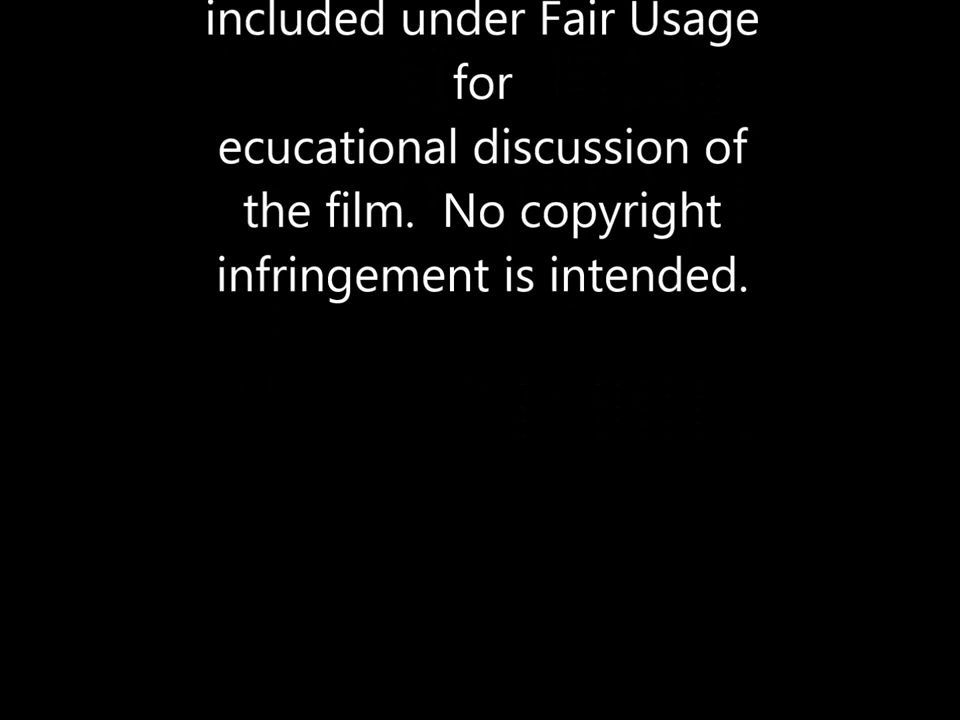 included under Fair Usage
for
ecucational discussion of
the film.  No copyright
infringement is intended.